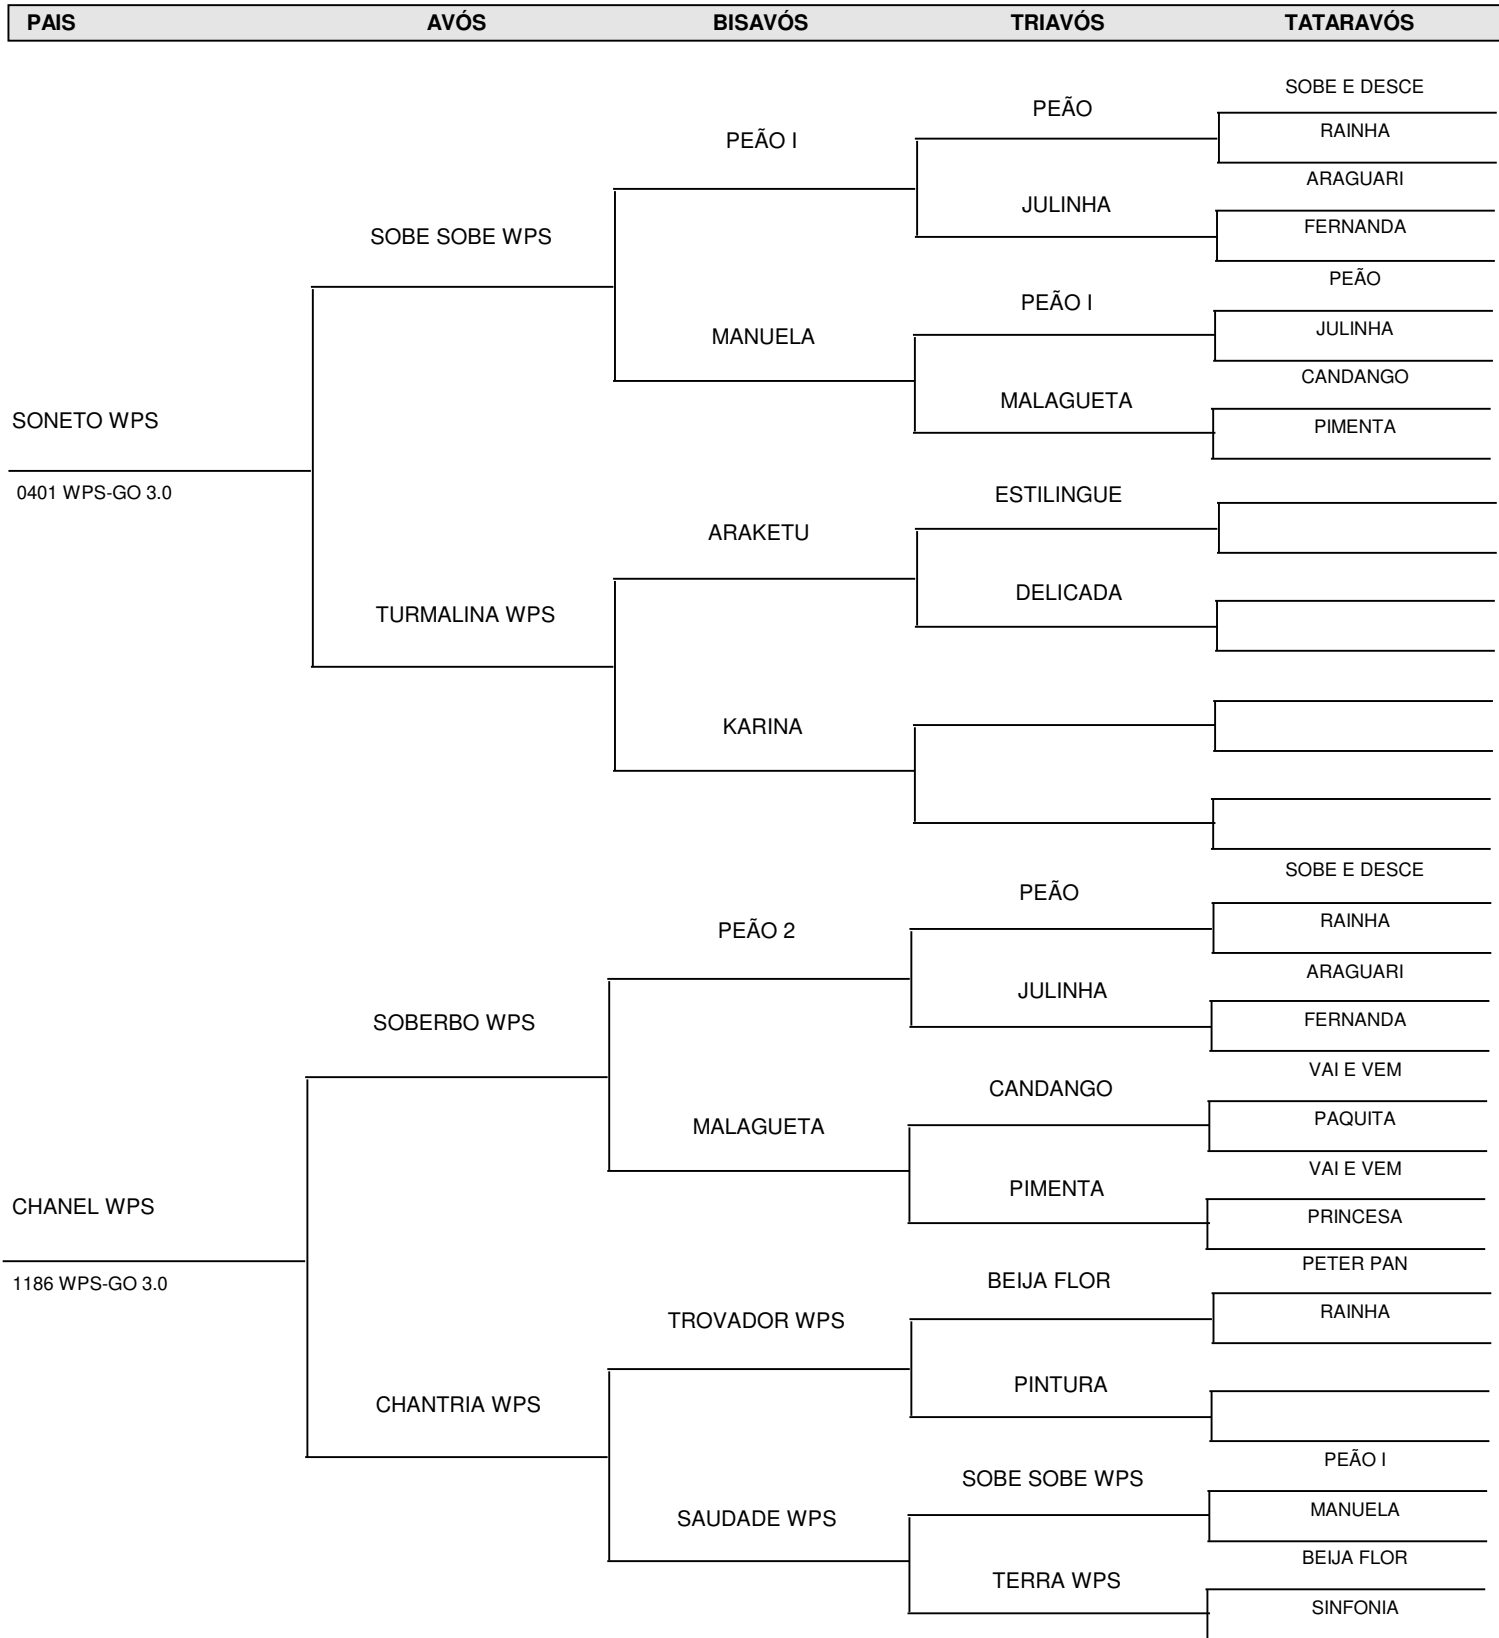 PAIS AVÓS BISAVÓS TRIAVÓS TATARAVÓS
SOBE E DESCE
PEÃO
RAINHA
PEÃO I
ARAGUARI
JULINHA
FERNANDA
SOBE SOBE WPS
PEÃO
PEÃO I
JULINHA
MANUELA
CANDANGO
MALAGUETA
SONETO WPS
PIMENTA
0401 WPS-GO 3.0
ESTILINGUE
ARAKETU
DELICADA
TURMALINA WPS
KARINA
SOBE E DESCE
PEÃO
RAINHA
PEÃO 2
ARAGUARI
JULINHA
FERNANDA
SOBERBO WPS
VAI E VEM
CANDANGO
PAQUITA
MALAGUETA
VAI E VEM
PIMENTA
CHANEL WPS
PRINCESA
PETER PAN
1186 WPS-GO 3.0
BEIJA FLOR
RAINHA
TROVADOR WPS
PINTURA
CHANTRIA WPS
PEÃO I
SOBE SOBE WPS
MANUELA
SAUDADE WPS
BEIJA FLOR
TERRA WPS
SINFONIA